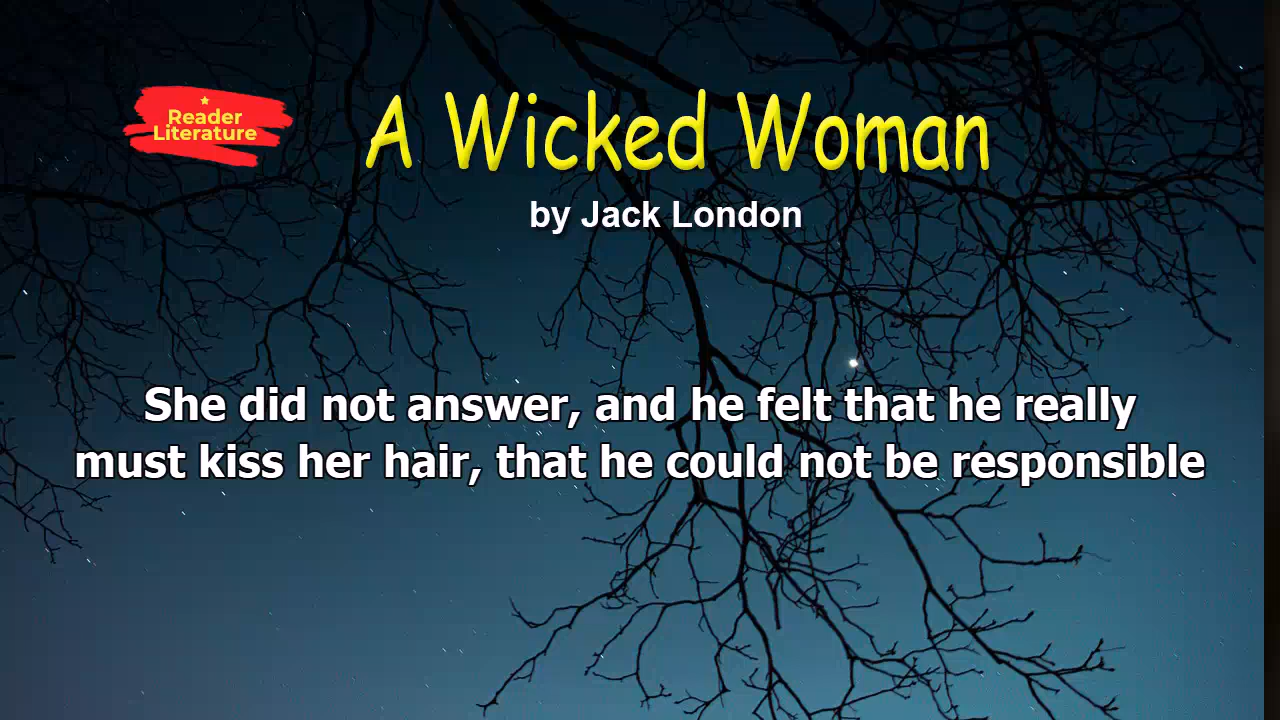 Reader
Literature
A Wicked Woman
by Jack London
She did not answer, and he felt that he really
must kiss her hair, that he could not be responsible